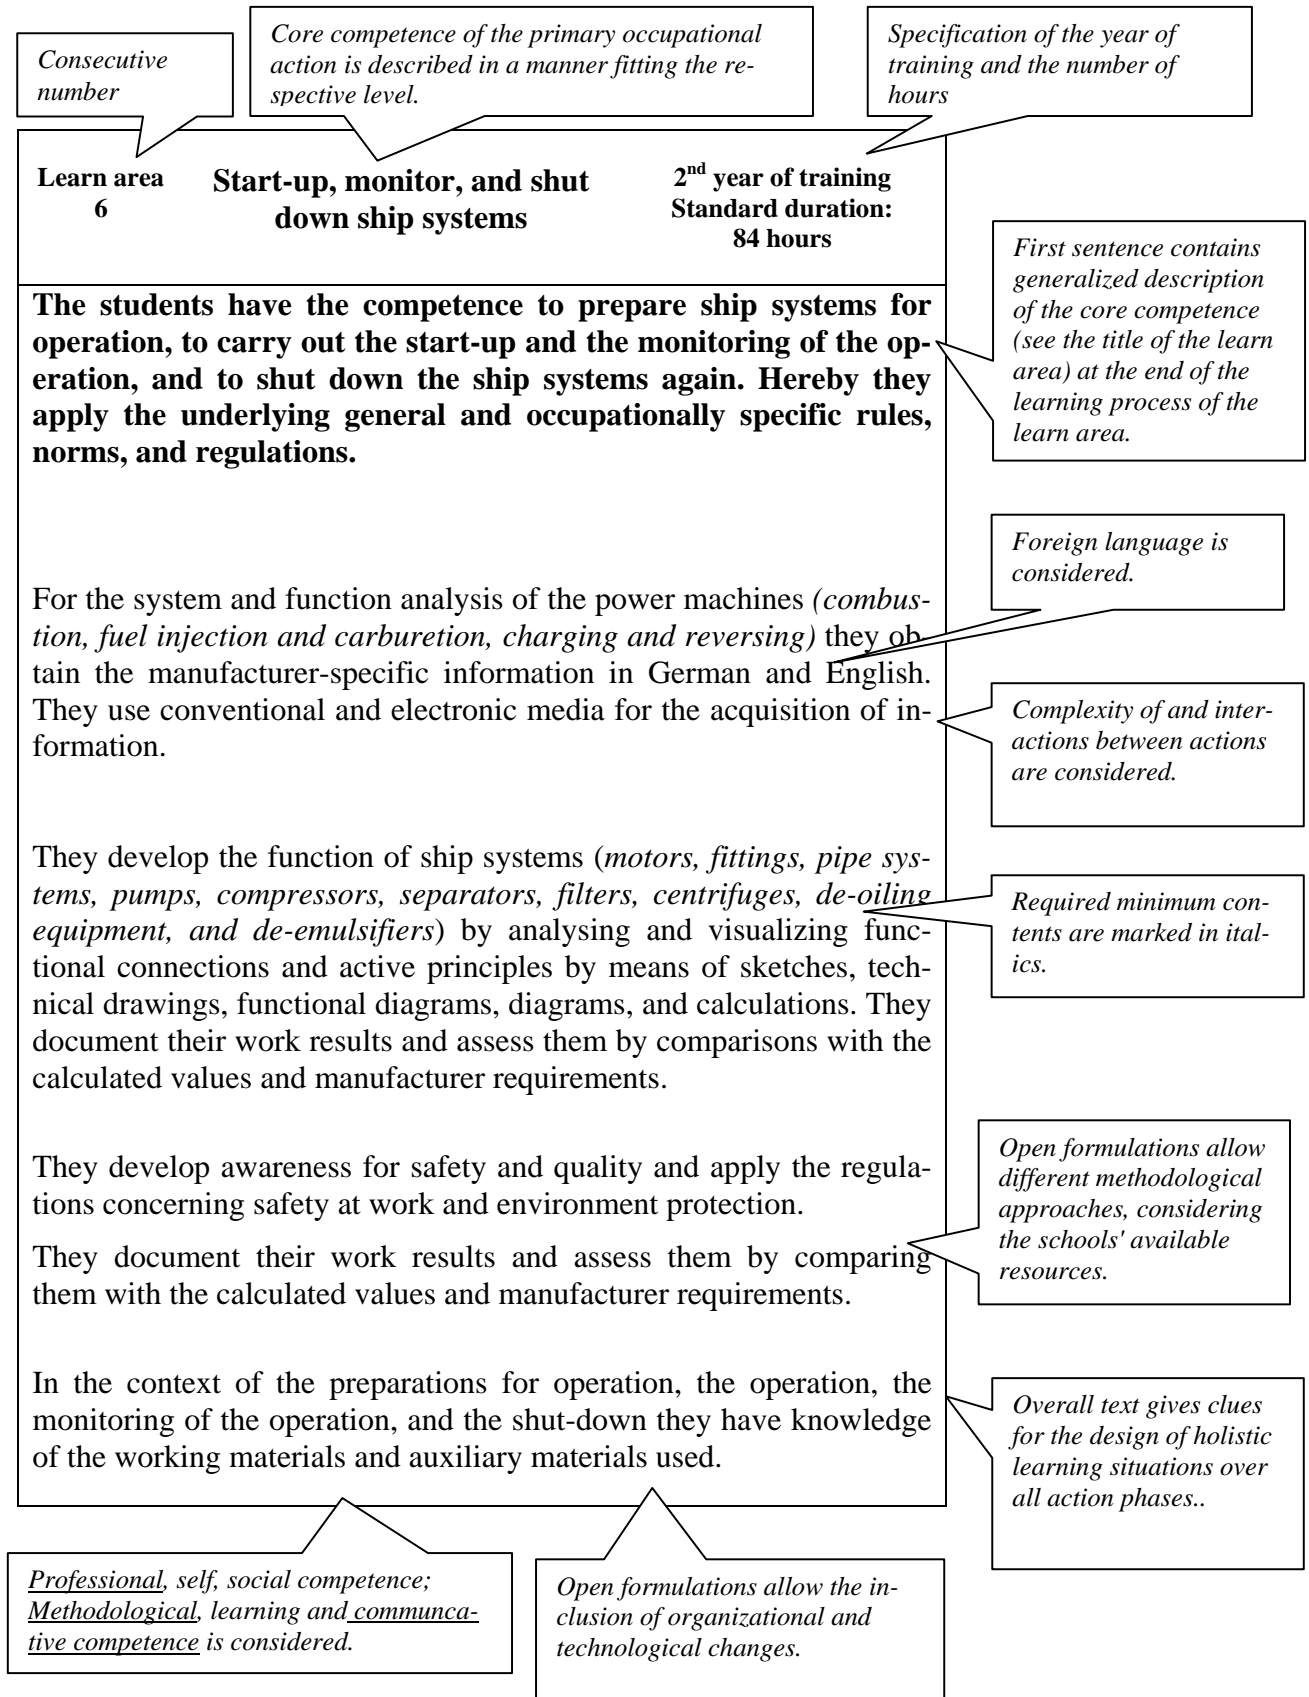 Consecutive
number
Core competence of the primary occupational
action is described in a manner fitting the re-
spective level.
Specification of the year of
training and the number of
hours
Learn area
6
Start-up, monitor, and shut
down ship systems
2nd year of training
Standard duration:
84 hours
The students have the competence to prepare ship systems for
operation, to carry out the start-up and the monitoring of the op-
eration, and to shut down the ship systems again. Hereby they
apply the underlying general and occupationally specific rules,
norms, and regulations.
First sentence contains
generalized description
of the core competence
(see the title of the learn
area) at the end of the
learning process of the
learn area.
Foreign language is
considered.
For the system and function analysis of the power machines (combus-
tion, fuel injection and carburetion, charging and reversing) they ob-
tain the manufacturer-specific information in German and English.
They use conventional and electronic media for the acquisition of in-
formation.
Complexity of and inter-
actions between actions
are considered.
They develop the function of ship systems (motors, fittings, pipe sys-
tems, pumps, compressors, separators, filters, centrifuges, de-oiling
equipment, and de-emulsifiers) by analysing and visualizing func-
tional connections and active principles by means of sketches, tech-
nical drawings, functional diagrams, diagrams, and calculations. They
document their work results and assess them by comparisons with the
calculated values and manufacturer requirements.
Required minimum con-
tents are marked in ital-
ics.
They develop awareness for safety and quality and apply the regula-
tions concerning safety at work and environment protection.
They document their work results and assess them by comparing
them with the calculated values and manufacturer requirements.
Open formulations allow
different methodological
approaches, considering
the schools' available
resources.
In the context of the preparations for operation, the operation, the
monitoring of the operation, and the shut-down they have knowledge
of the working materials and auxiliary materials used.
Overall text gives clues
for the design of holistic
learning situations over
all action phases..
Professional, self, social competence;
Methodological, learning and communca-
tive competence is considered.
Open formulations allow the in-
clusion of organizational and
technological changes.